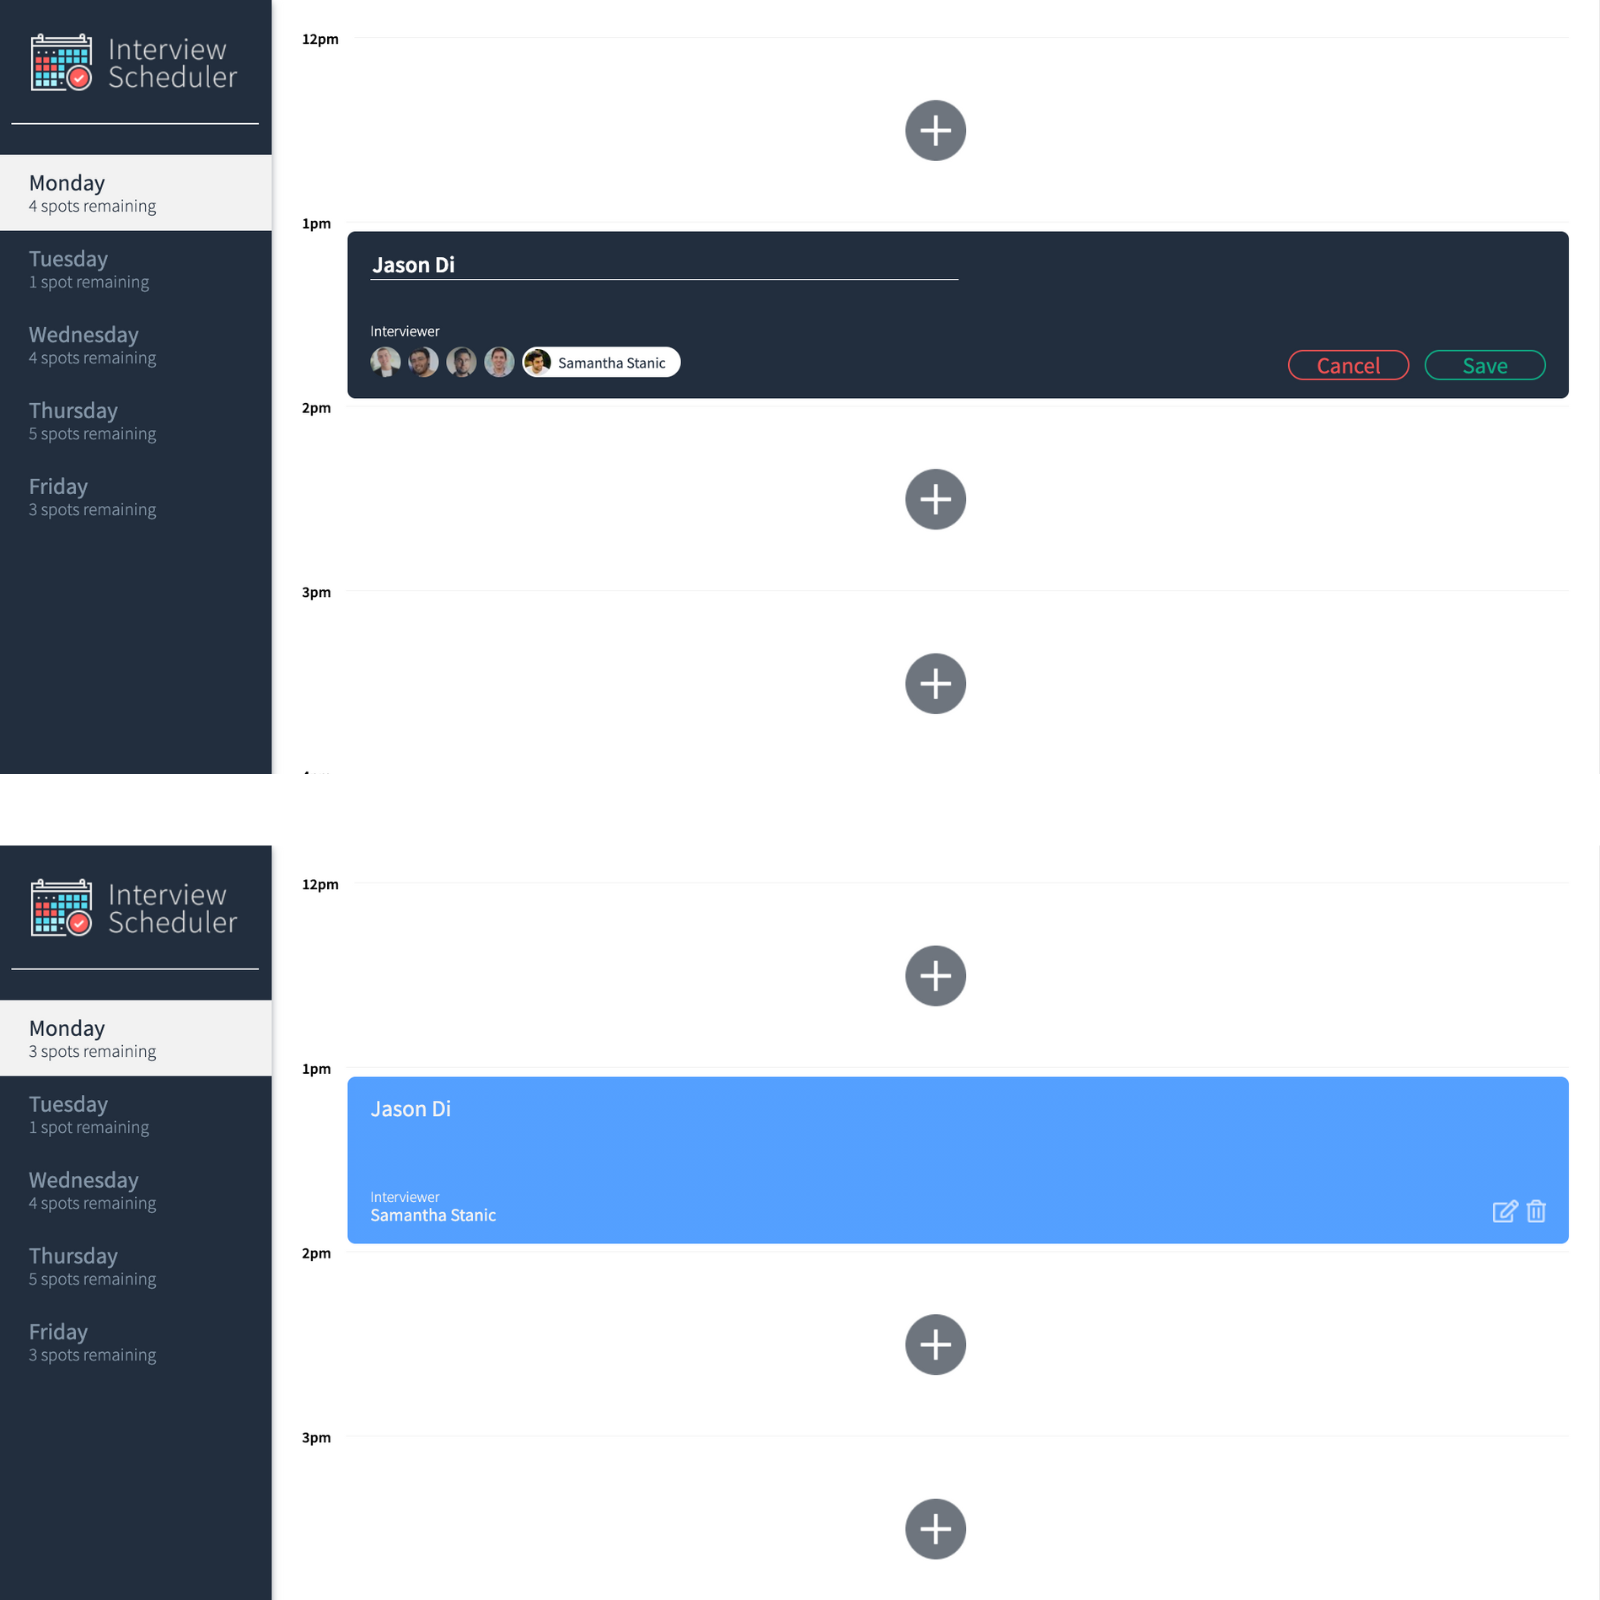 Interview
Scheduler
Monday
4 spots remaining
Tuesday
1 spot remaining
Wednesday
4 spots remaining
Thursday
5 spots remaining
Friday
3 spots remaining
12pm
1pm
Jason Di
Interviewer
Samantha Stanic
Cancel
Save
2pm
3pm
Interview
Scheduler
Monday
3 spots remaining
Tuesday
1 spot remaining
Wednesday
4 spots remaining
Thursday
5 spots remaining
Friday
3 spots remaining
12pm
1pm
Jason Di
Interviewer
Samantha Stanic
2pm
3pm